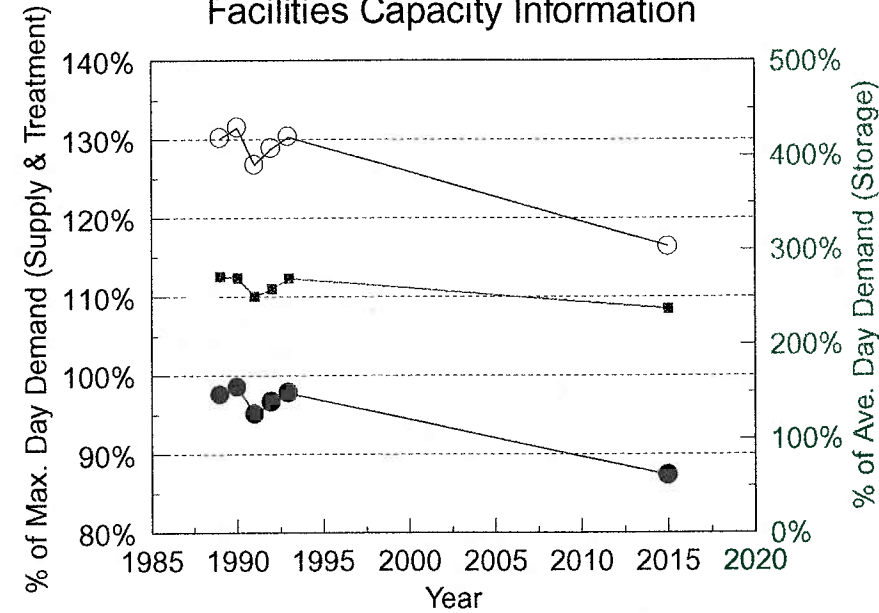 Facilities Capacity Information
% of Max. Day Demand (Supply & Treatment)
140%
130%
120%
110%
100%
90%
80%
500%
400%
300%
200%
100%
0%
% of Ave. Day Demand (Storage)
1985 1990 1995 2000 2005 2010 2015 2020
Year